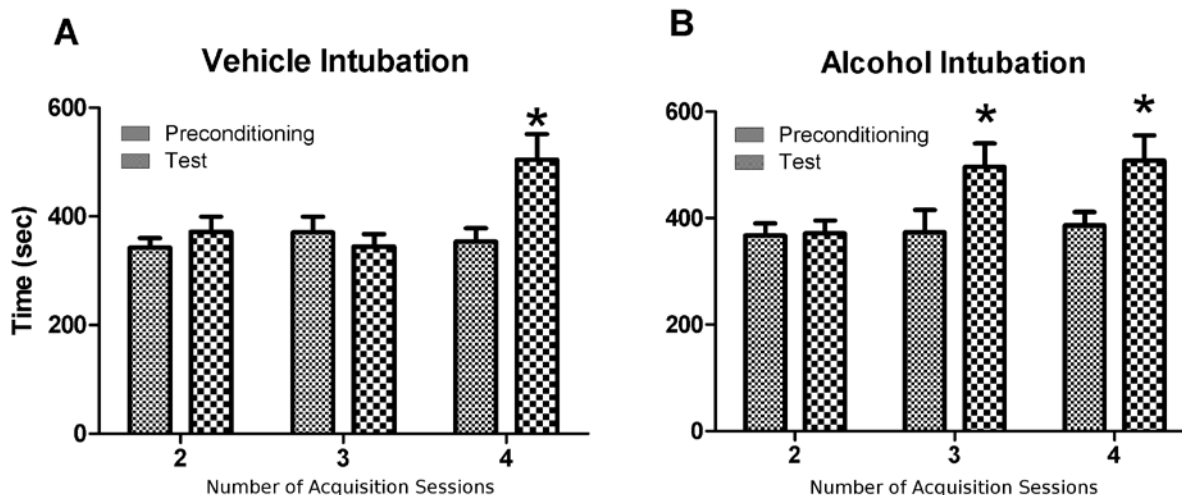 A
Vehicle Intubation
600
400
200
0
Time (sec)
Preconditioning
Test
*
2 3 4
Number of Acquisition Sessions
B
Alcohol Intubation
600
400
200
0
Preconditioning
Test
* *
2 3 4
Number of Acquisition Sessions